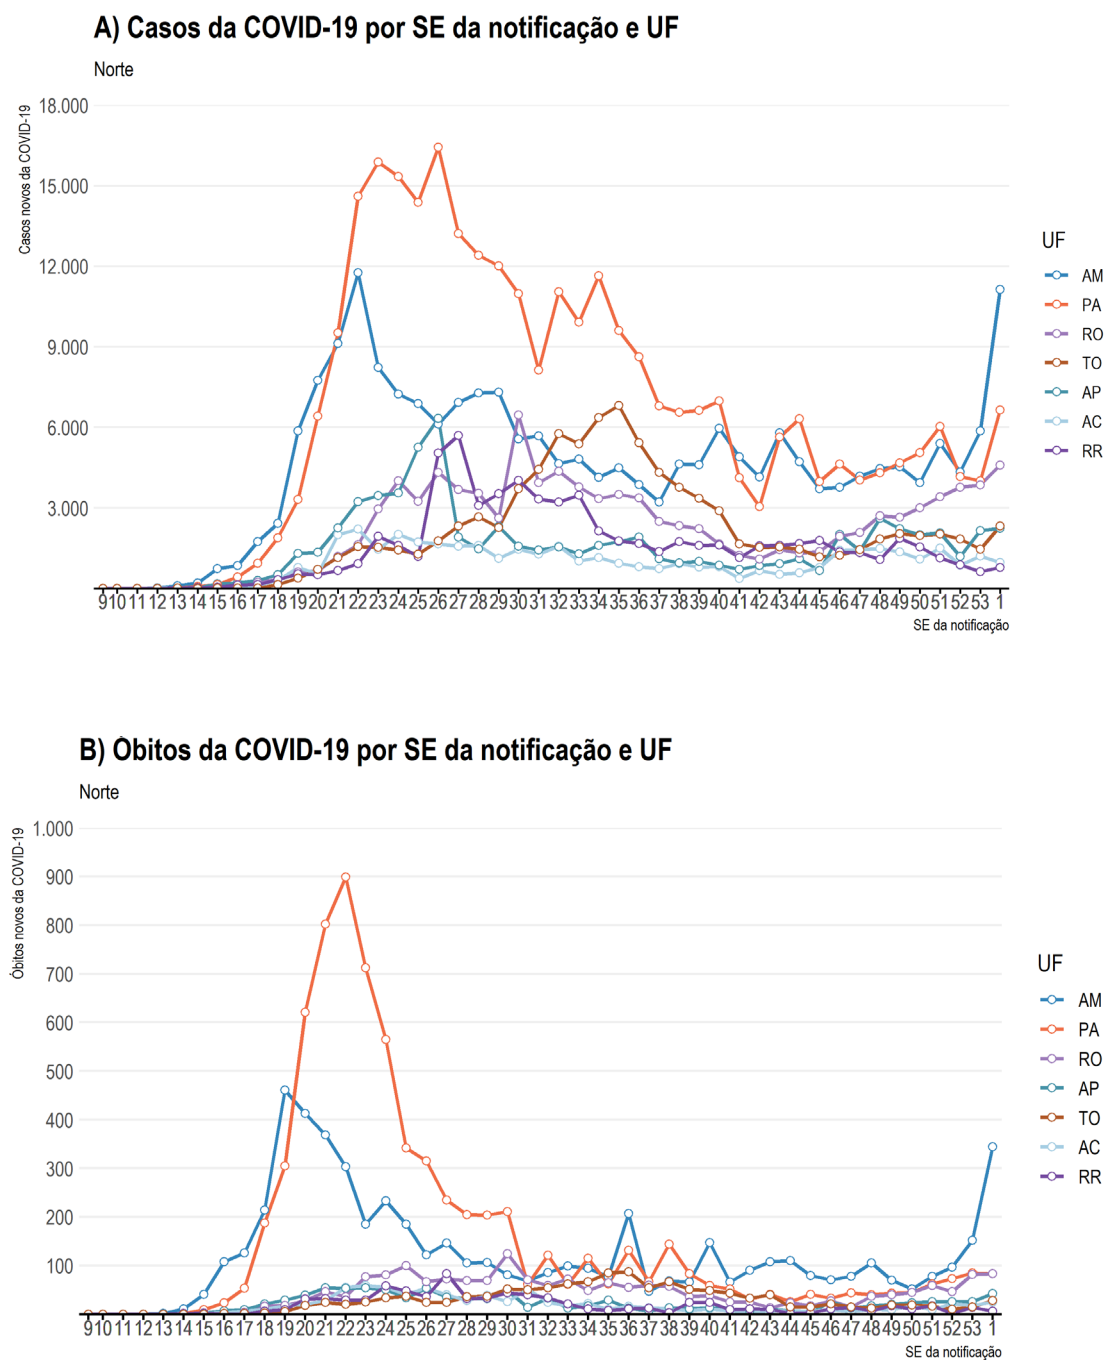 A) Casos da COVID-19 por SE da notificação e UF
Norte
Casos novos da COVID-19
18.000
15.000
12.000
9.000
6.000
3.000
9 10 11 12 13 14 15 16 17 18 19 20 21 22 23 24 25 26 27 28 29 30 31 32 33 34 35 36 37 38 39 40 41 42 43 44 45 46 47 48 49 50 51 52 53 1
SE da notificação
UF
AM
PA
RO
TO
AP
AC
RR
B) Óbitos da COVID-19 por SE da notificação e UF
Norte
Óbitos novos da COVID-19
1.000
900
800
700
600
500
400
300
200
100
9 10 11 12 13 14 15 16 17 18 19 20 21 22 23 24 25 26 27 28 29 30 31 32 33 34 35 36 37 38 39 40 41 42 43 44 45 46 47 48 49 50 51 52 53 1
SE da notificação
UF
AM
PA
RO
AP
TO
AC
RR